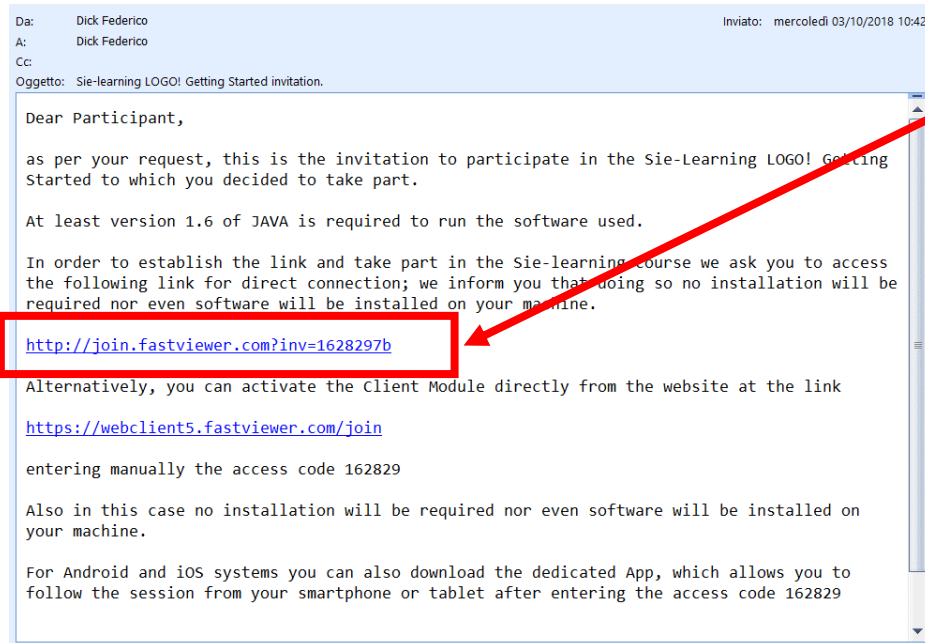 Da: Dick Federico Inviato: mercoledì 03/10/2018 10:42
A: Dick Federico
Cc:
Oggetto: Sie-learning LOGO! Getting Started invitation.
Dear Participant,
as per your request, this is the invitation to participate in the Sie-Learning LOGO! Getting
Started to which you decided to take part.
At least version 1.6 of JAVA is required to run the software used.
In order to establish the link and take part in the Sie-learning course we ask you to access
the following link for direct connection; we inform you that doing so no installation will be
required nor even software will be installed on your machine.
http://join.fastviewer.com?inv=1628297b
Alternatively, you can activate the Client Module directly from the website at the link
https://webclient5.fastviewer.com/join
entering manually the access code 162829
Also in this case no installation will be required nor even software will be installed on
your machine.
For Android and iOS systems you can also download the dedicated App, which allows you to
follow the session from your smartphone or tablet after entering the access code 162829